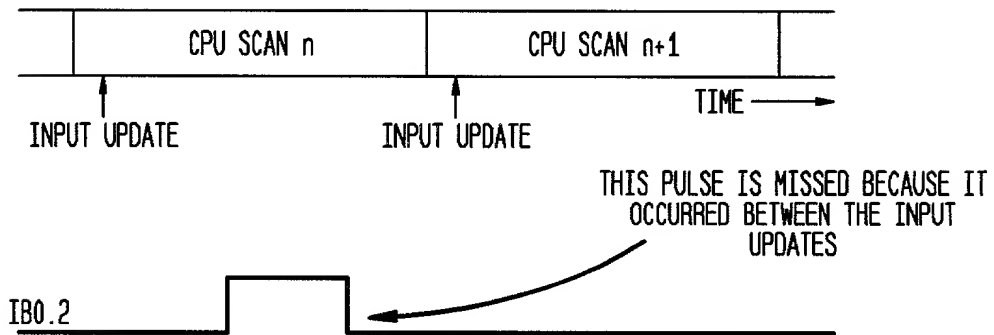 CPU SCAN n
CPU SCAN n+1
TIME
INPUT UPDATE
INPUT UPDATE
THIS PULSE IS MISSED BECAUSE IT
OCCURRED BETWEEN THE INPUT
UPDATES
IB0.2